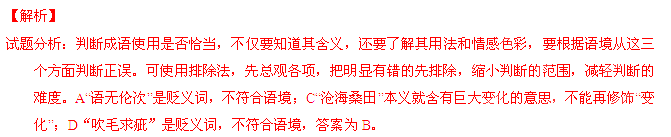 【解析】
试题分析：判断成语使用是否恰当，不仅要知道其含义，还要了解其用法和情感色彩，要根据语境从这三
个方面判断正误。可使用排除法，先总观各项，把明显有错的先排除，缩小判断的范围，减轻判断的
难度。A“语无伦次”是贬义词，不符合语境；C“沧海桑田”本义就含有巨大变化的意思，不能再修饰“变
化”；D“吹毛求疵”是贬义词，不符合语境，答案为 B。